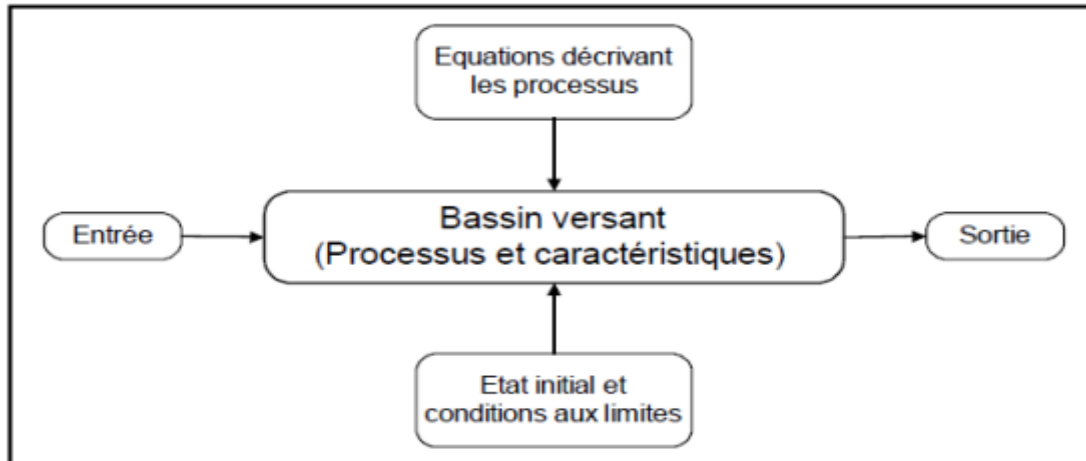 Equations décrivant
les processus
Entrée
Bassin versant
(Processus et caractéristiques)
Sortie
Etat initial et
conditions aux limites